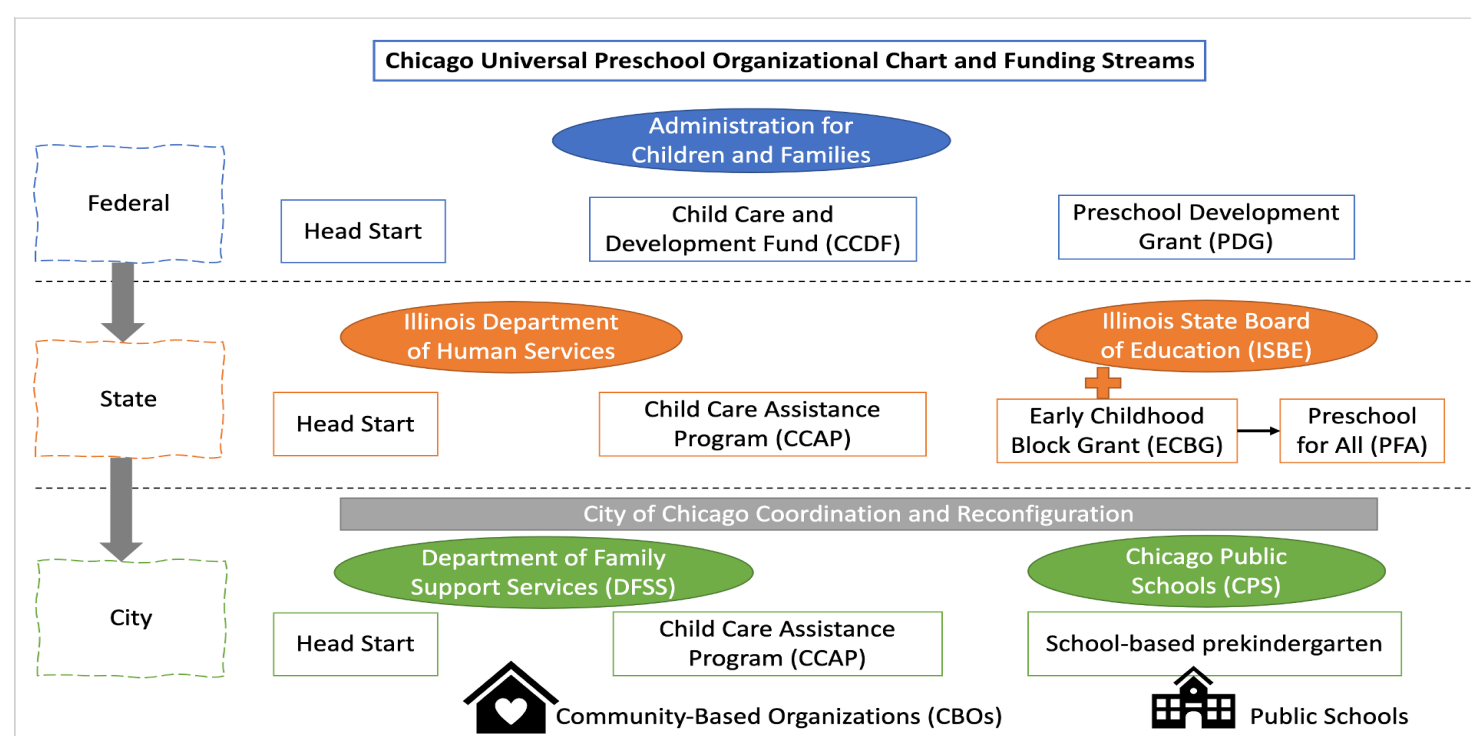 Chicago Universal Preschool Organizational Chart and Funding Streams
Administration for
Children and Families
Federal
Head Start
Child Care and
Development Fund (CCDF)
Preschool Development
Grant (PDG)
Illinois Department
of Human Services
Illinois State Board
of Education (ISBE)
State
Head Start
Child Care Assistance
Program (CCAP)
Early Childhood
Block Grant (ECBG)
Preschool
for All (PFA)
City of Chicago Coordination and Reconfiguration
Department of Family
Support Services (DFSS)
Chicago Public
Schools (CPS)
City
Head Start
Child Care Assistance
Program (CCAP)
School-based prekindergarten
Community-Based Organizations (CBOs)
Public Schools